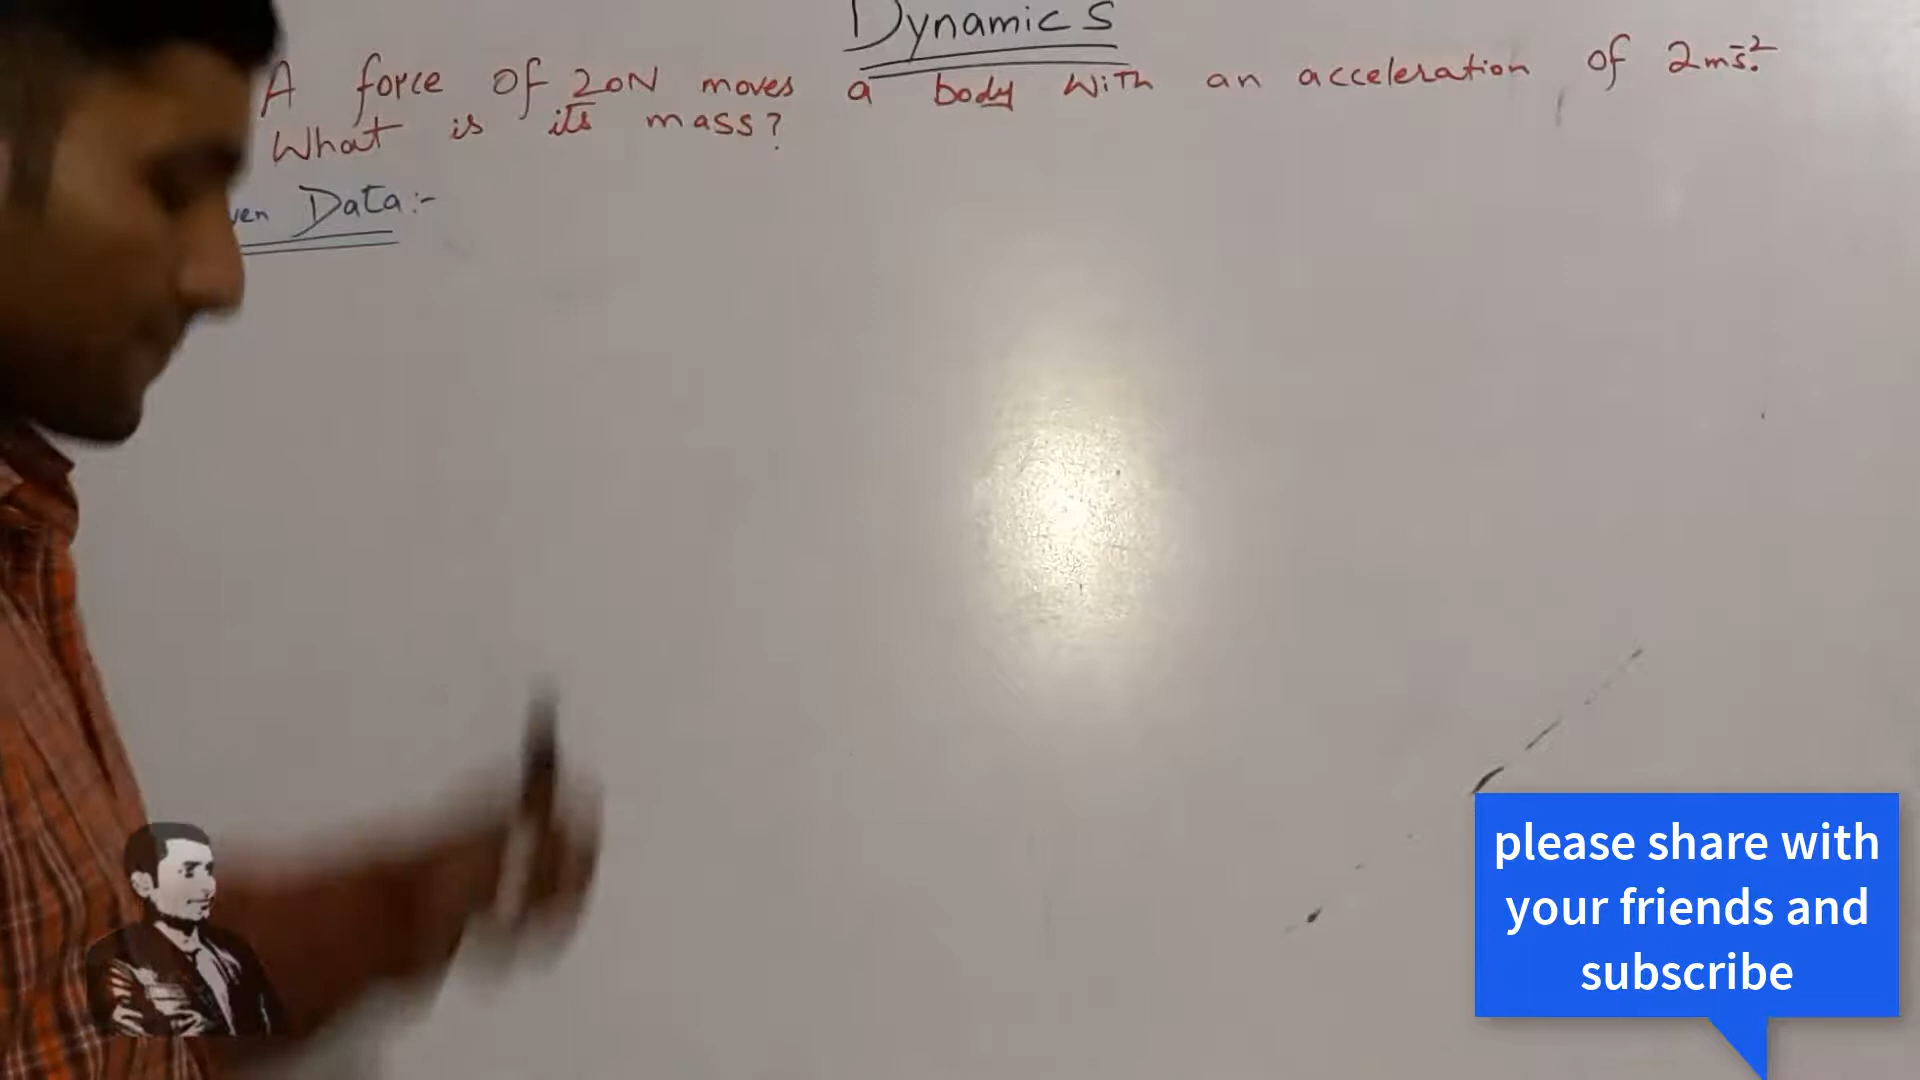 Dynamics
A force of 20N moves a body with an acceleration of 2ms⁻².
What is its mass?
ven Data:-
please share with
your friends and
subscribe